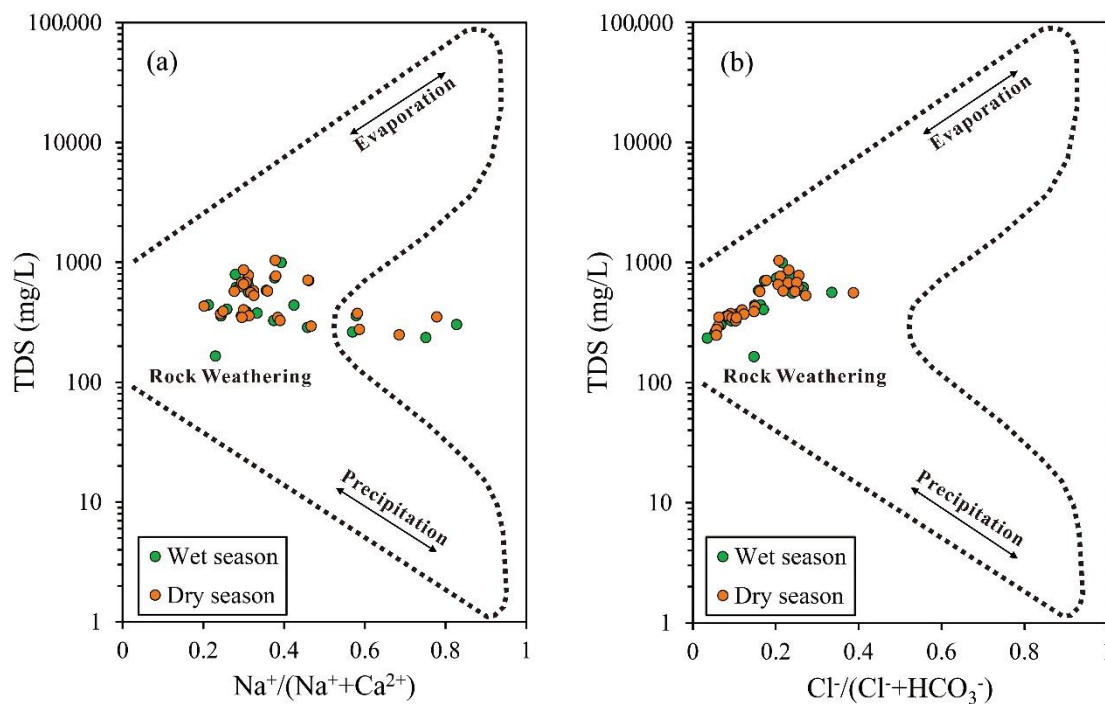 100,000
10000
1000
100
10
1
TDS (mg/L)
(a)
Evaporation
Rock Weathering
Precipitation
Wet season
Dry season
0 0.2 0.4 0.6 0.8 1
Na⁺/(Na⁺+Ca²⁺)
100,000
10000
1000
100
10
1
TDS (mg/L)
(b)
Evaporation
Rock Weathering
Precipitation
Wet season
Dry season
0 0.2 0.4 0.6 0.8 1
Cl⁻/(Cl⁻+HCO₃⁻)